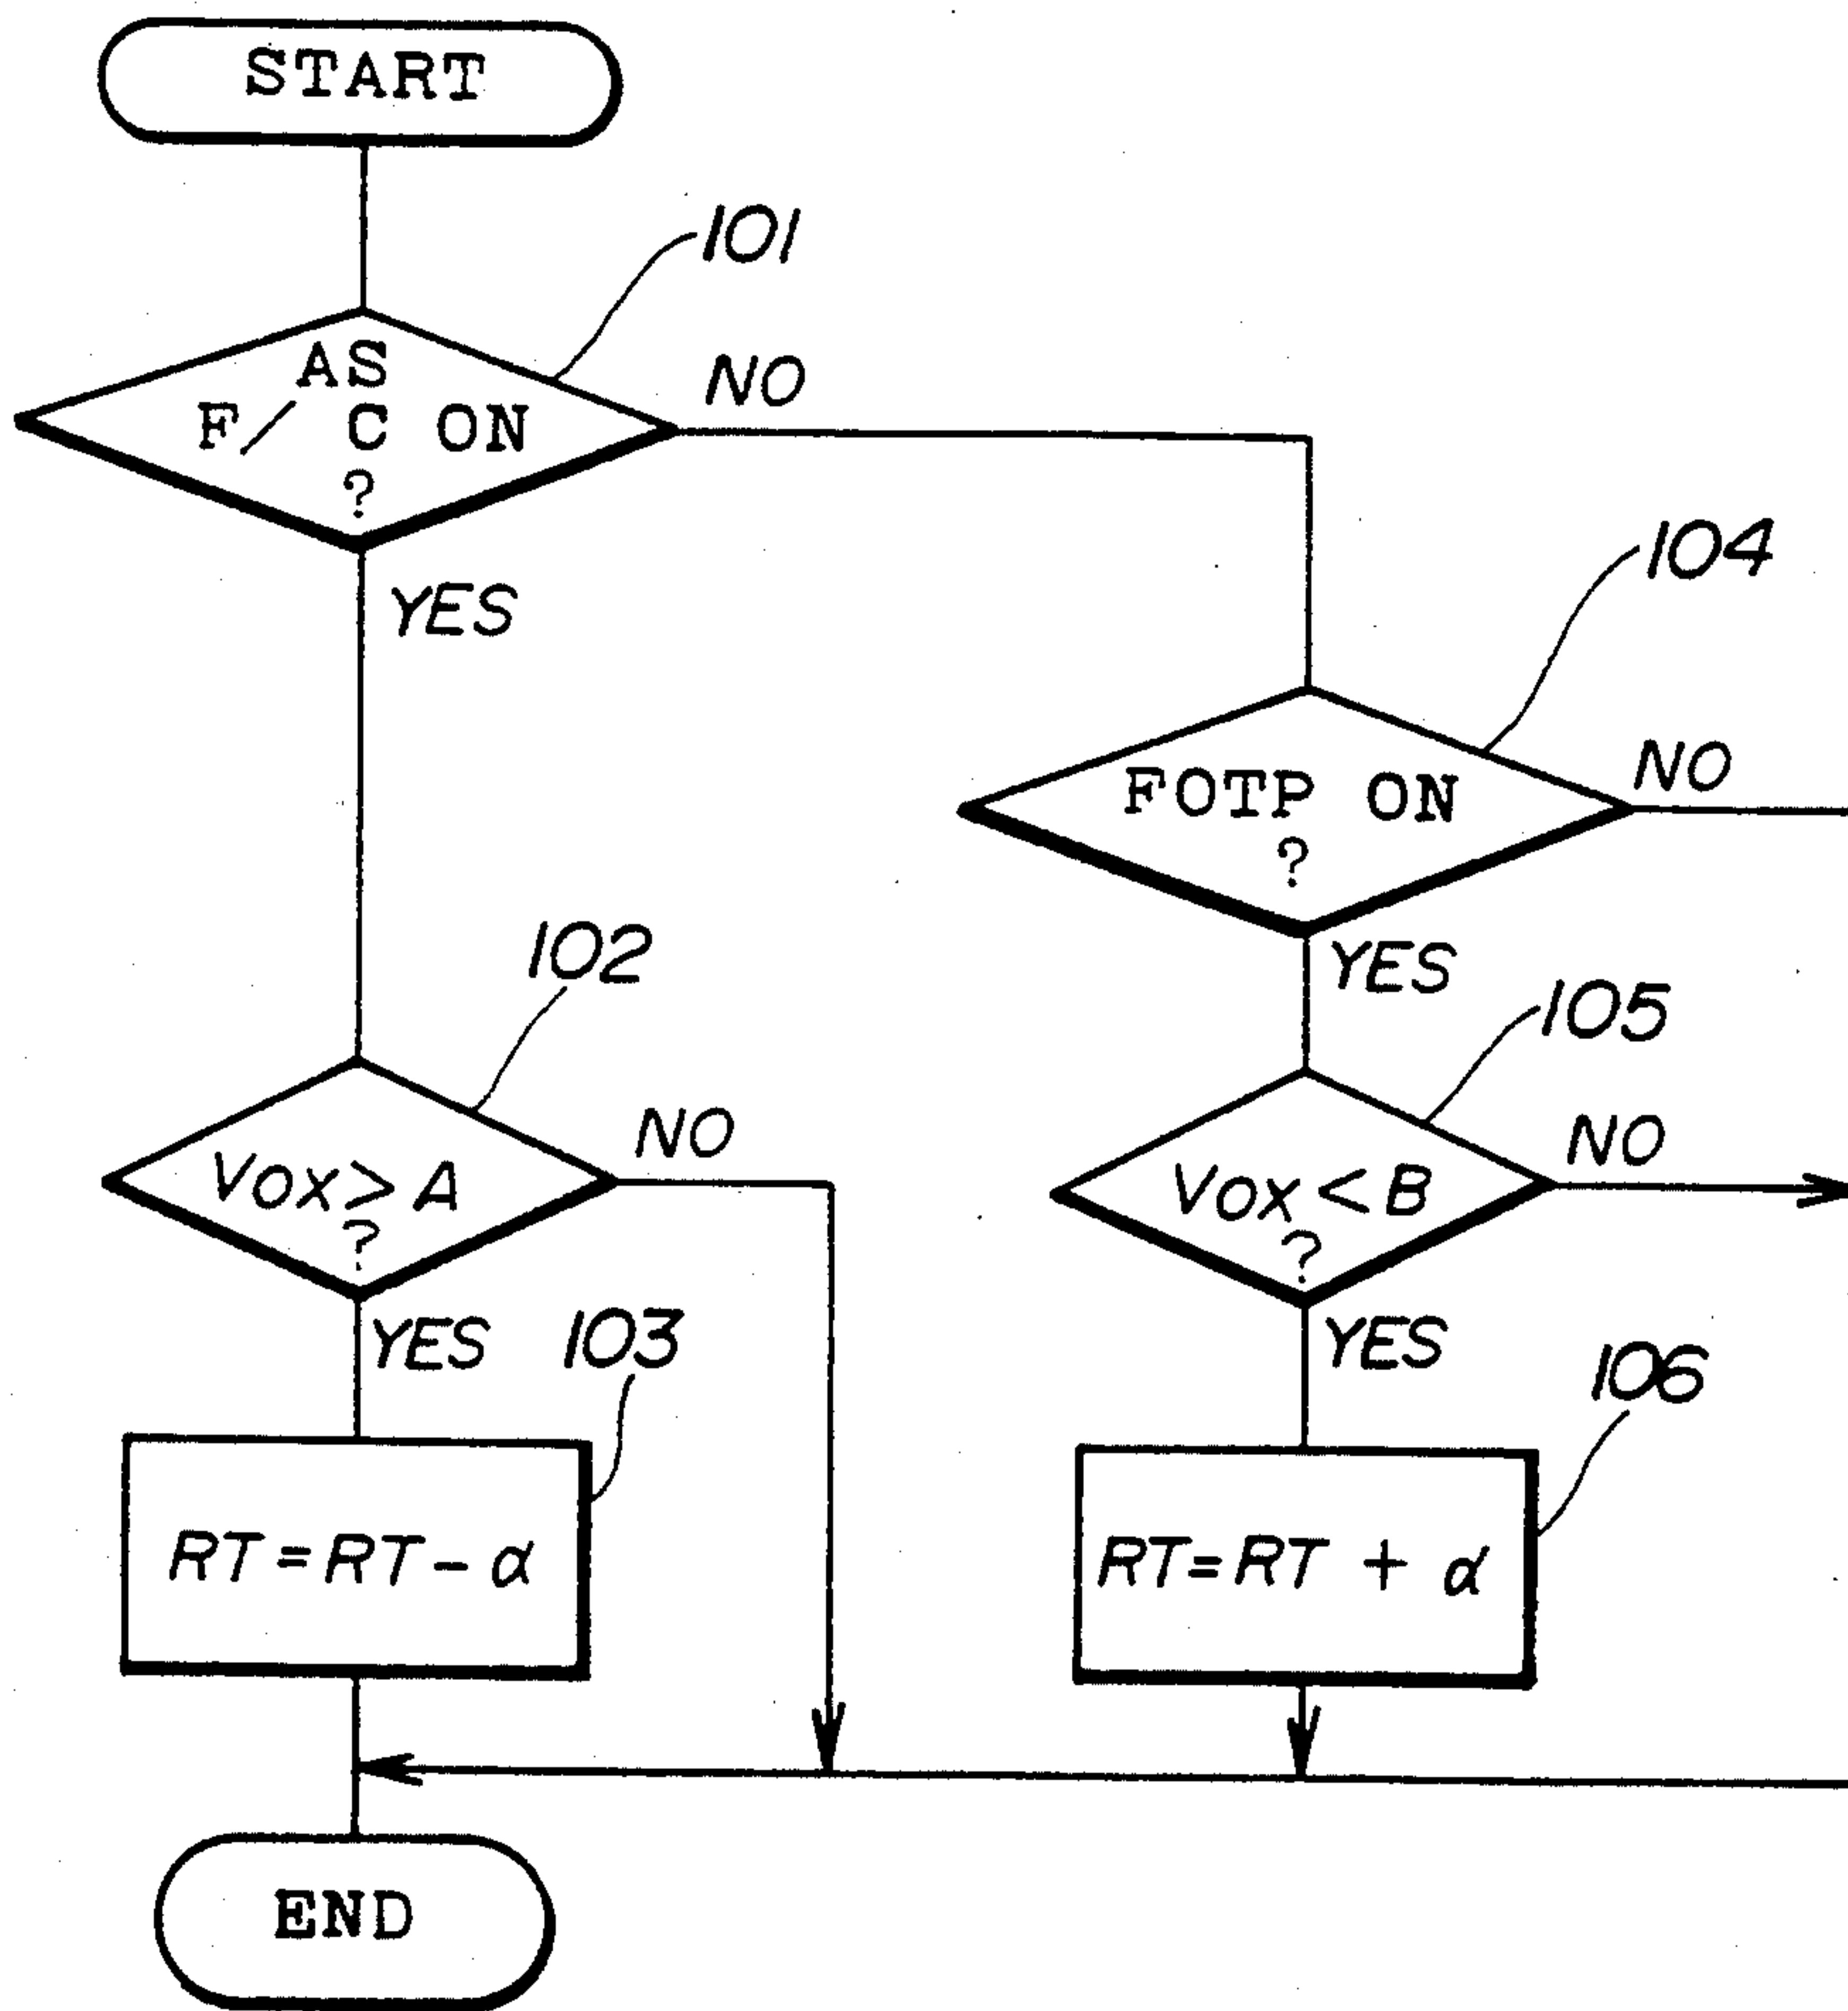 START
101
AS
F/ C ON
?
NO
YES
104
FOTP ON
?
NO
YES
102
VOX>A
?
NO
YES
105
VOX<B
?
NO
YES
103
RT=RT-α
106
RT=RT + α
END